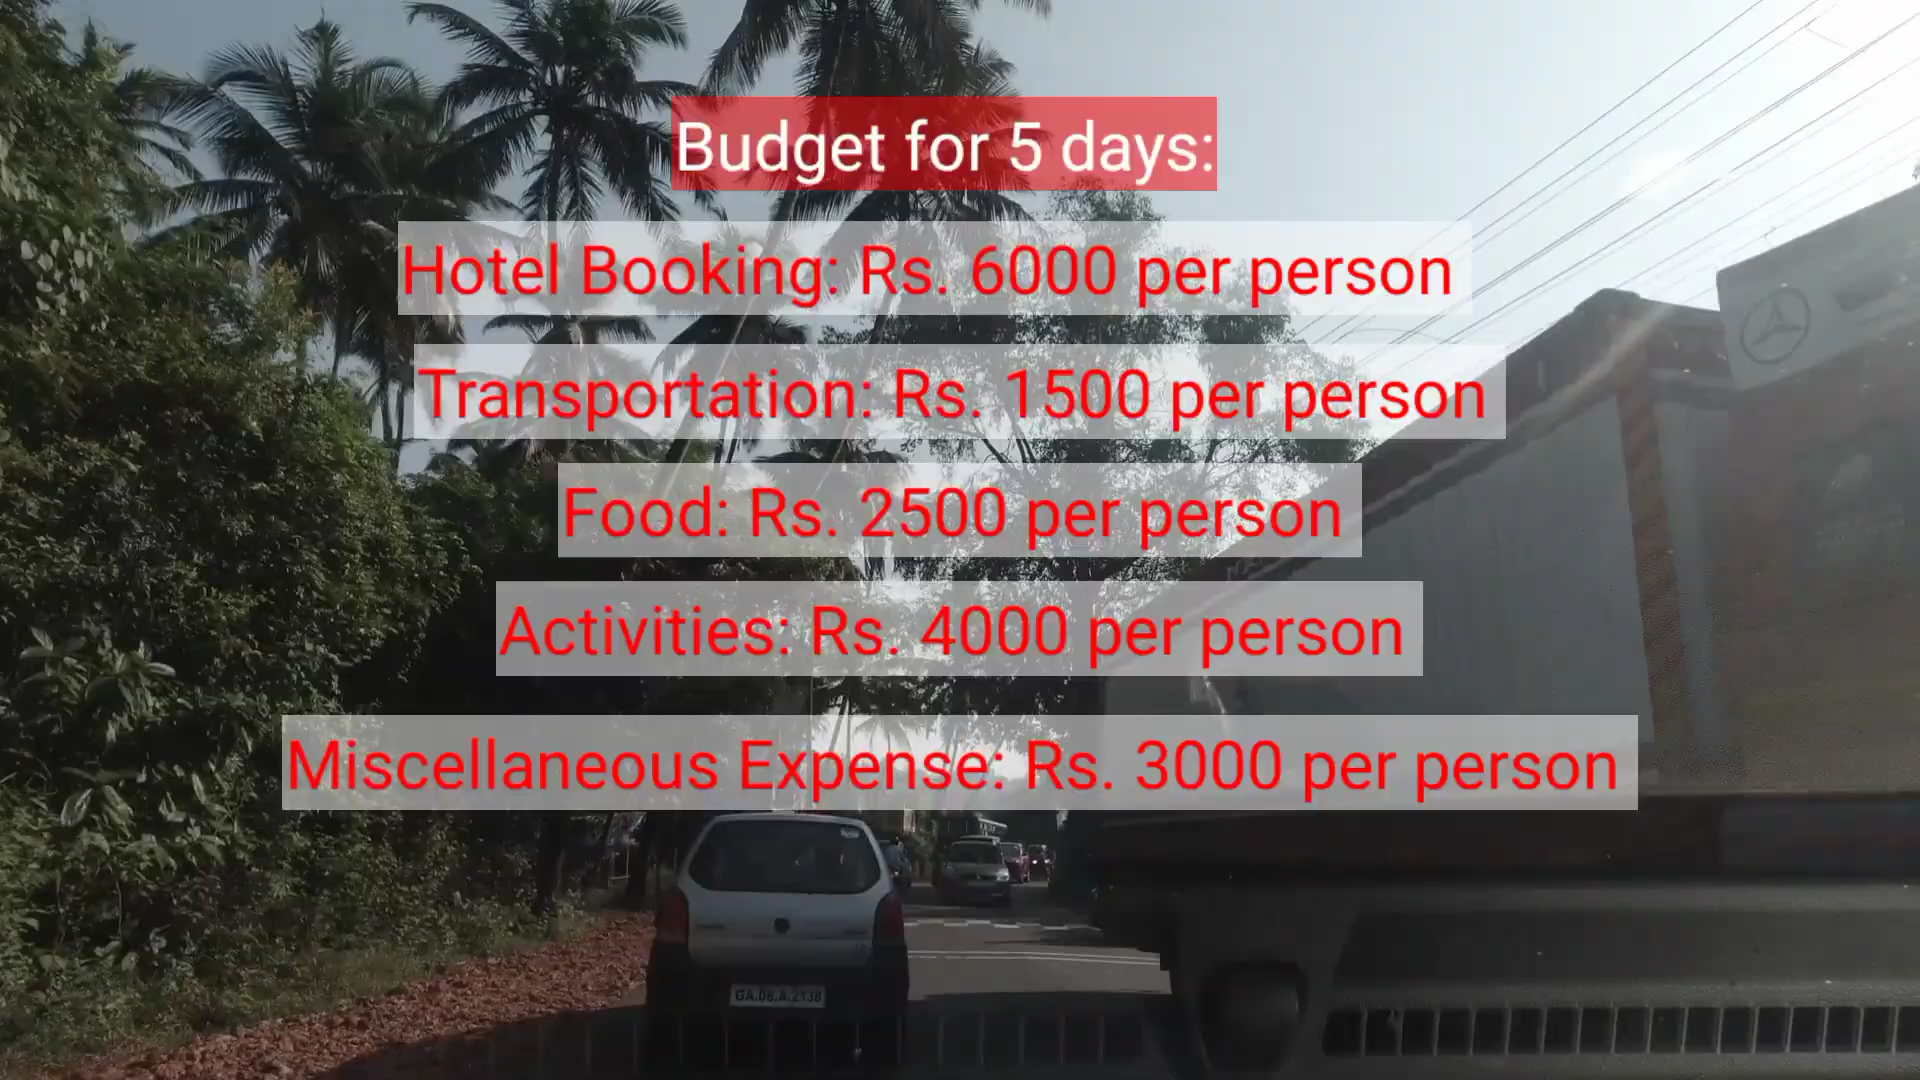 Budget for 5 days:
Hotel Booking: Rs. 6000 per person
Transportation: Rs. 1500 per person
Food: Rs. 2500 per person
Activities: Rs. 4000 per person
Miscellaneous Expense: Rs. 3000 per person
GA.08.A.2138